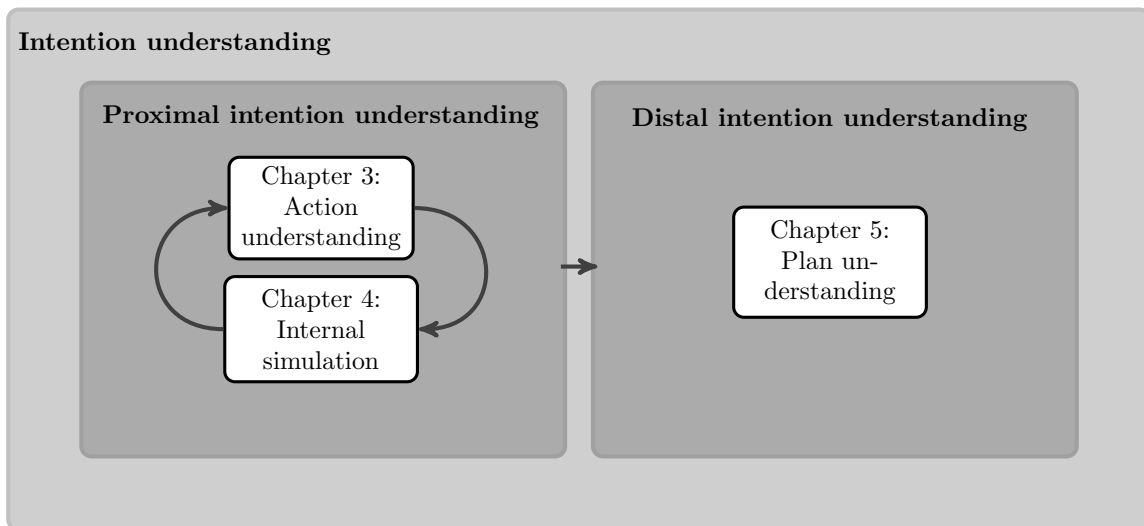 Intention understanding
Proximal intention understanding
Chapter 3:
Action
understanding
Chapter 4:
Internal
simulation
Distal intention understanding
Chapter 5:
Plan un-
derstanding